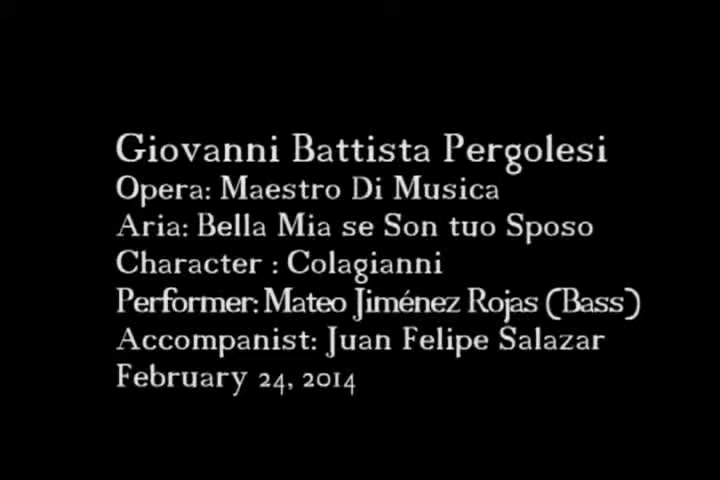 Giovanni Battista Pergolesi
Opera: Maestro Di Musica
Aria: Bella Mia se Son tuo Sposo
Character : Colagianni
Performer: Mateo Jiménez Rojas (Bass)
Accompanist: Juan Felipe Salazar
February 24, 2014